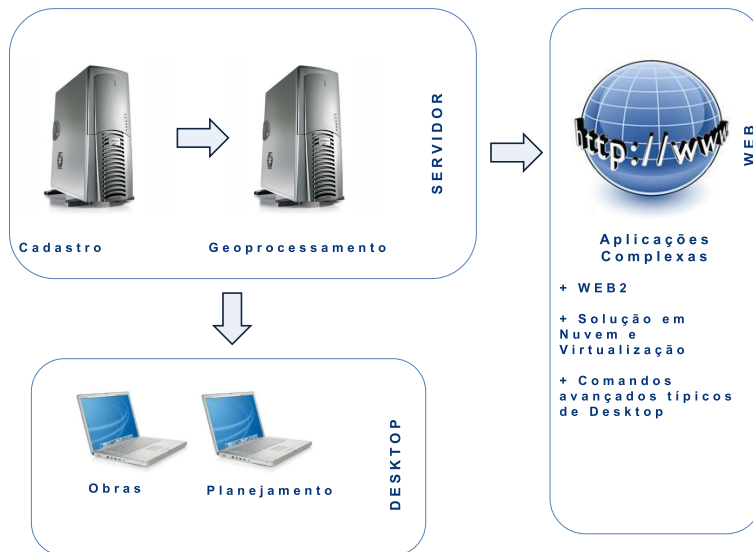 SERVIDOR
Cadastro
Geoprocessamento
http://www
WEB
Aplicações
Complexas
+ WEB2
+ Solução em
Nuvem e
Virtualização
+ Comandos
avançados típicos
de Desktop
DESKTOP
Obras
Planejamento